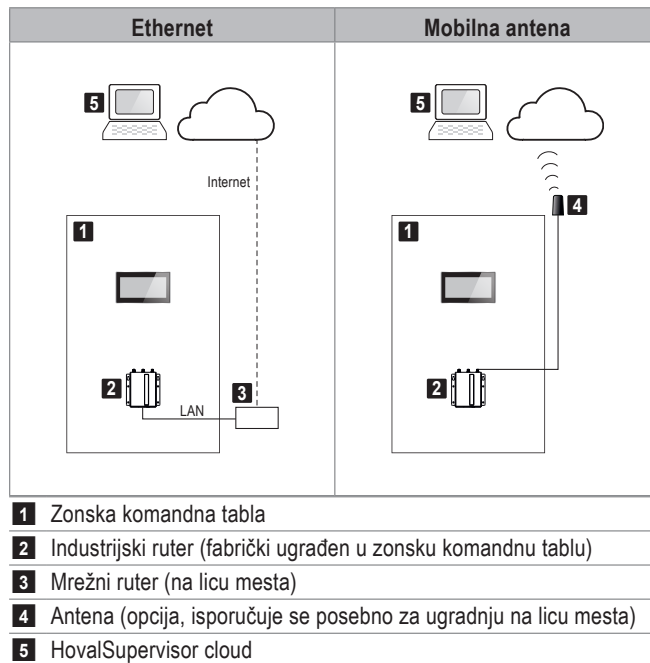 Ethernet
Mobilna antena
5
Internet
1
2
LAN
3
5
4
1
2
1 Zonska komandna tabla
2 Industrijski ruter (fabrički ugrađen u zonsku komandnu tablu)
3 Mrežni ruter (na licu mesta)
4 Antena (opcija, isporučuje se posebno za ugradnju na licu mesta)
5 HovalSupervisor cloud